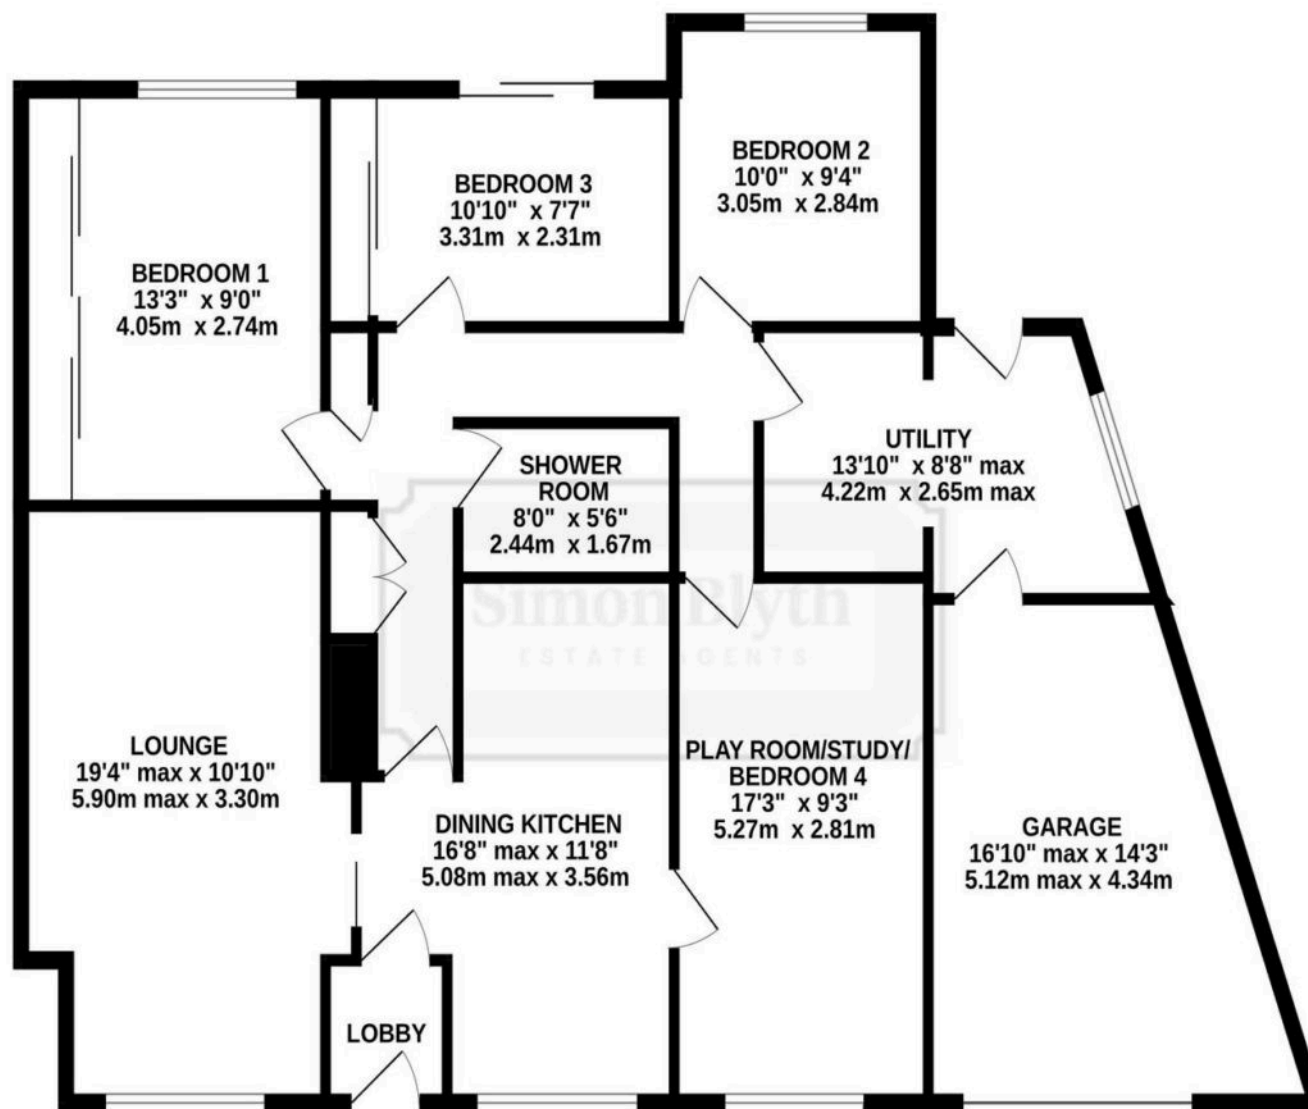 BEDROOM 2
10'0" x 9'4"
3.05m x 2.84m
BEDROOM 3
10'10" x 7'7"
3.31m x 2.31m
BEDROOM 1
13'3" x 9'0"
4.05m x 2.74m
UTILITY
13'10" x 8'8" max
4.22m x 2.65m max
SHOWER
ROOM
8'0" x 5'6"
2.44m x 1.67m
Simon Blyth
ESTATE AGENTS
LOUNGE
19'4" max x 10'10"
5.90m max x 3.30m
PLAY ROOM/STUDY/
BEDROOM 4
17'3" x 9'3"
5.27m x 2.81m
DINING KITCHEN
16'8" max x 11'8"
5.08m max x 3.56m
GARAGE
16'10" max x 14'3"
5.12m max x 4.34m
LOBBY